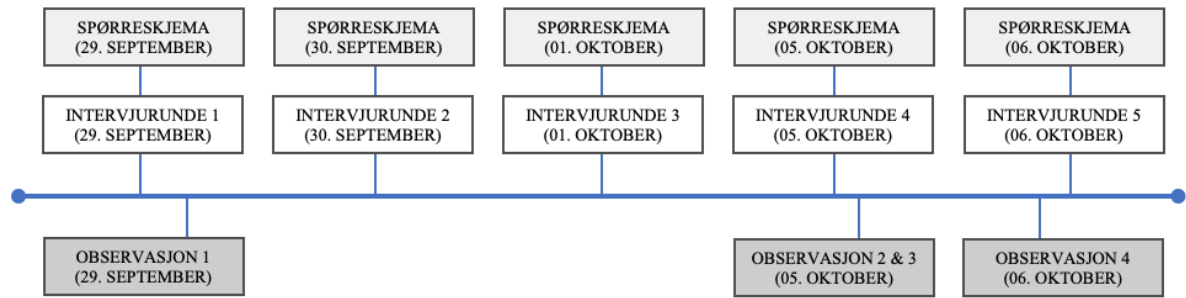 SPØRRESKJEMA
(29. SEPTEMBER)
SPØRRESKJEMA
(30. SEPTEMBER)
SPØRRESKJEMA
(01. OKTOBER)
SPØRRESKJEMA
(05. OKTOBER)
SPØRRESKJEMA
(06. OKTOBER)
INTERVJURUNDE 1
(29. SEPTEMBER)
INTERVJURUNDE 2
(30. SEPTEMBER)
INTERVJURUNDE 3
(01. OKTOBER)
INTERVJURUNDE 4
(05. OKTOBER)
INTERVJURUNDE 5
(06. OKTOBER)
OBSERVASJON 1
(29. SEPTEMBER)
OBSERVASJON 2 & 3
(05. OKTOBER)
OBSERVASJON 4
(06. OKTOBER)